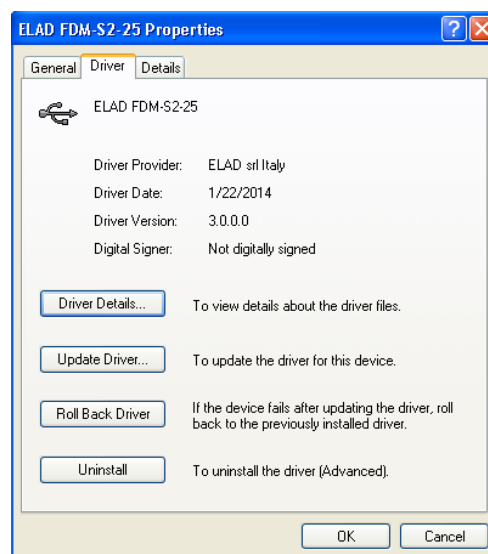 ELAD FDM-S2-25 Properties
General Driver Details
ELAD FDM-S2-25
Driver Provider: ELAD srl Italy
Driver Date: 1/22/2014
Driver Version: 3.0.0.0
Digital Signer: Not digitally signed
Driver Details... To view details about the driver files.
Update Driver... To update the driver for this device.
Roll Back Driver If the device fails after updating the driver, roll
back to the previously installed driver.
Uninstall To uninstall the driver (Advanced).
OK Cancel